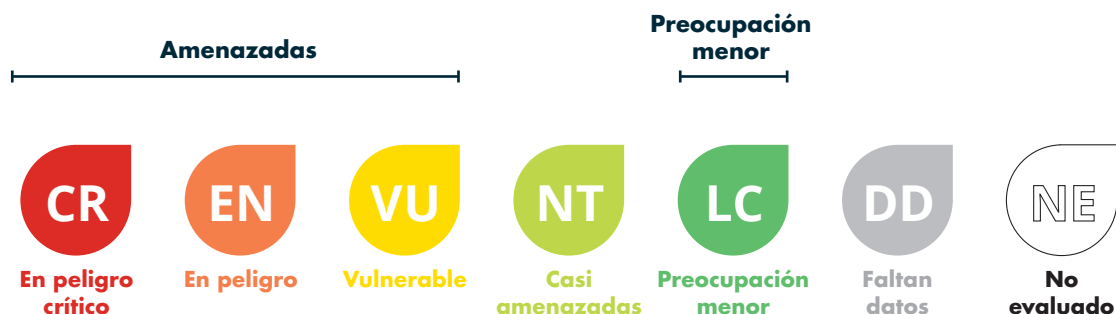 Amenazadas
Preocupación
menor
CR
EN
VU
NT
LC
DD
NE
En peligro
crítico
En peligro
Vulnerable
Casi
amenazadas
Preocupación
menor
Faltan
datos
No
evaluado